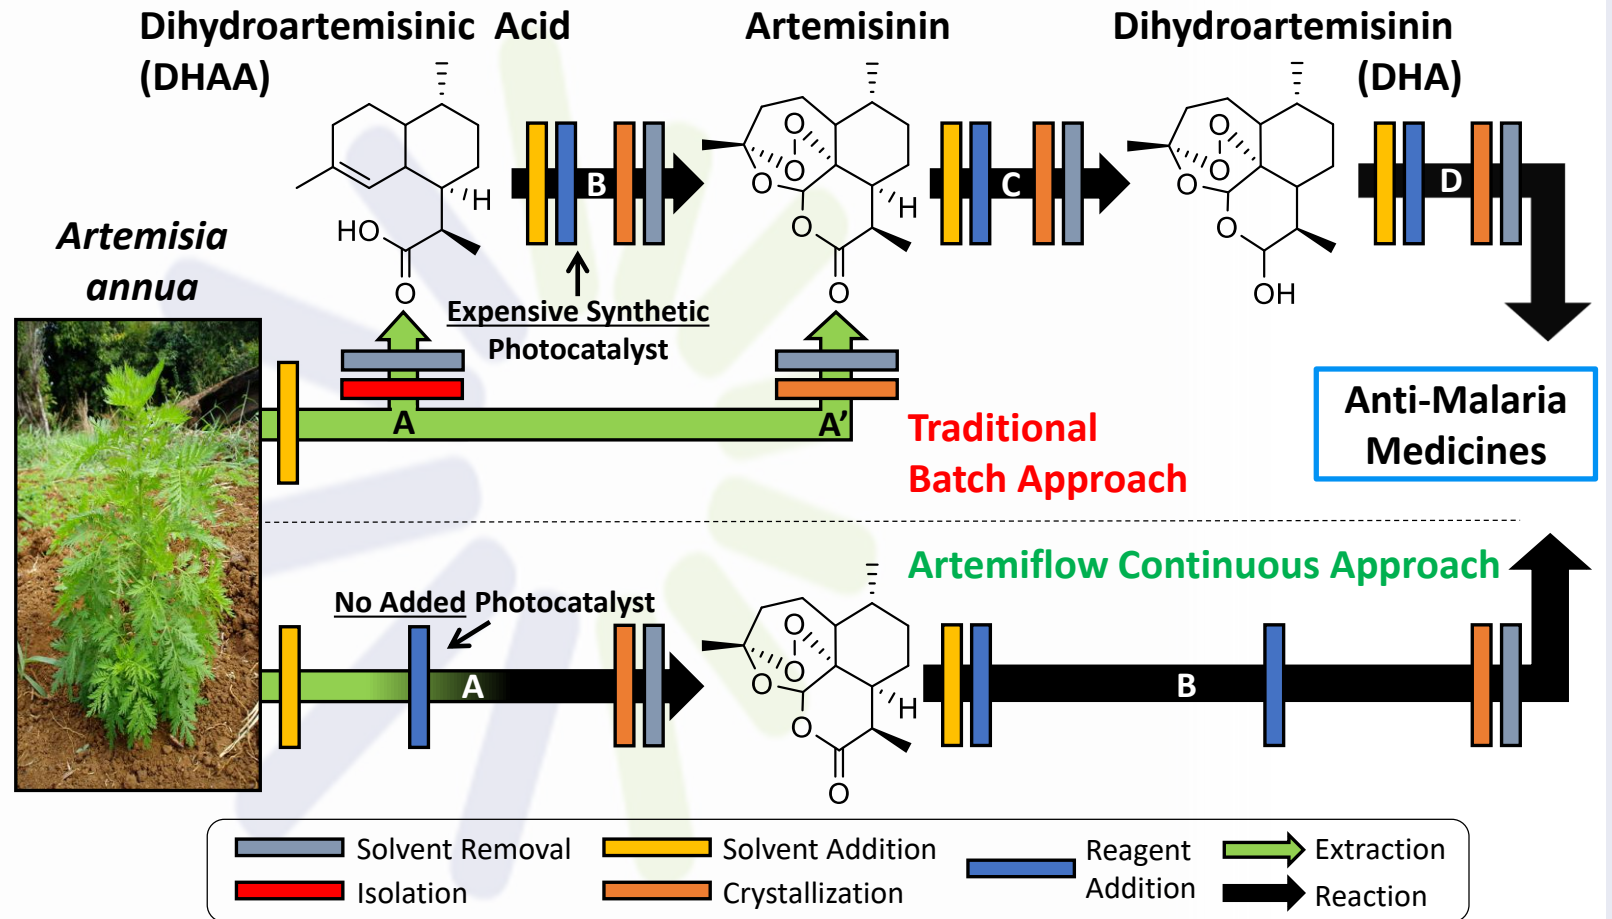 Dihydroartemisinic Acid
(DHAA)
Artemisinin
Dihydroartemisinin
(DHA)
H
HO
O
B
O
O
O
O
H
O
C
O
O
O
O
OH
D
Artemisia
annua
Expensive Synthetic
Photocatalyst
A
A’
Traditional
Batch Approach
Anti-Malaria
Medicines
Artemiflow Continuous Approach
No Added Photocatalyst
A
O
O
O
O
H
O
B
Solvent Removal
Solvent Addition
Reagent
Addition
Extraction
Isolation
Crystallization
Reaction